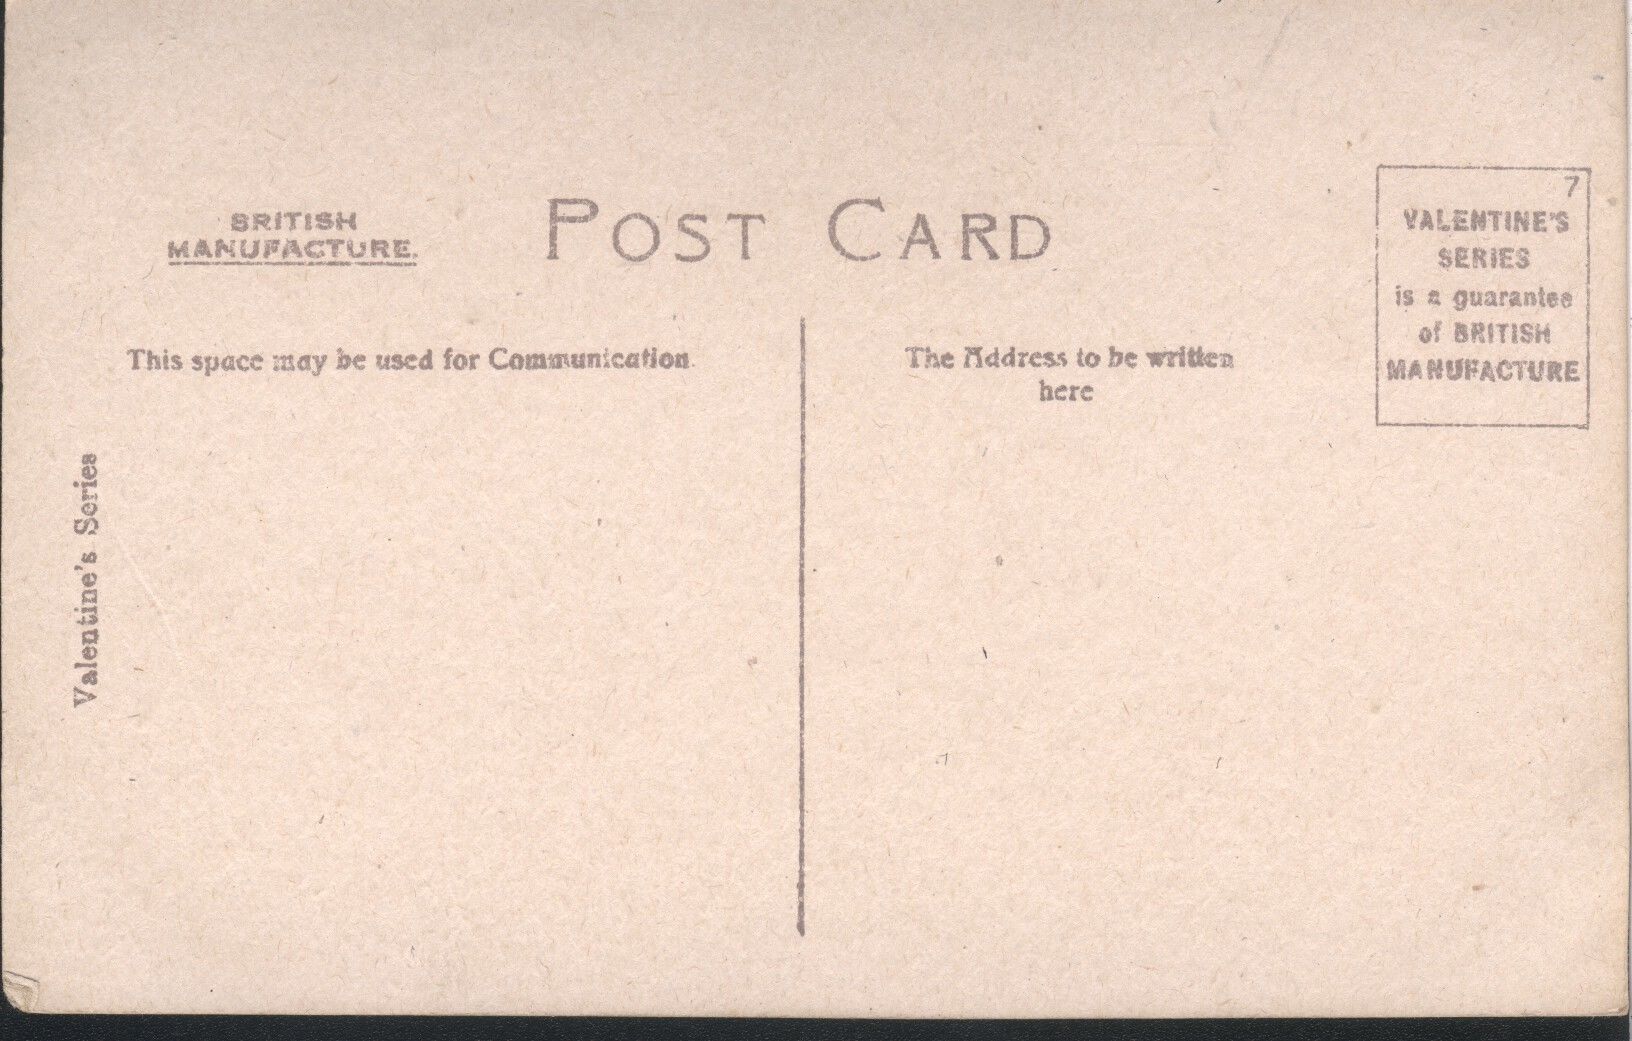 BRITISH
MANUFACTURE.
POST CARD
7
VALENTINE'S
SERIES
is a guarantee
of BRITISH
MANUFACTURE
This space may be used for Communication
The Address to be written
here
Valentine's Series